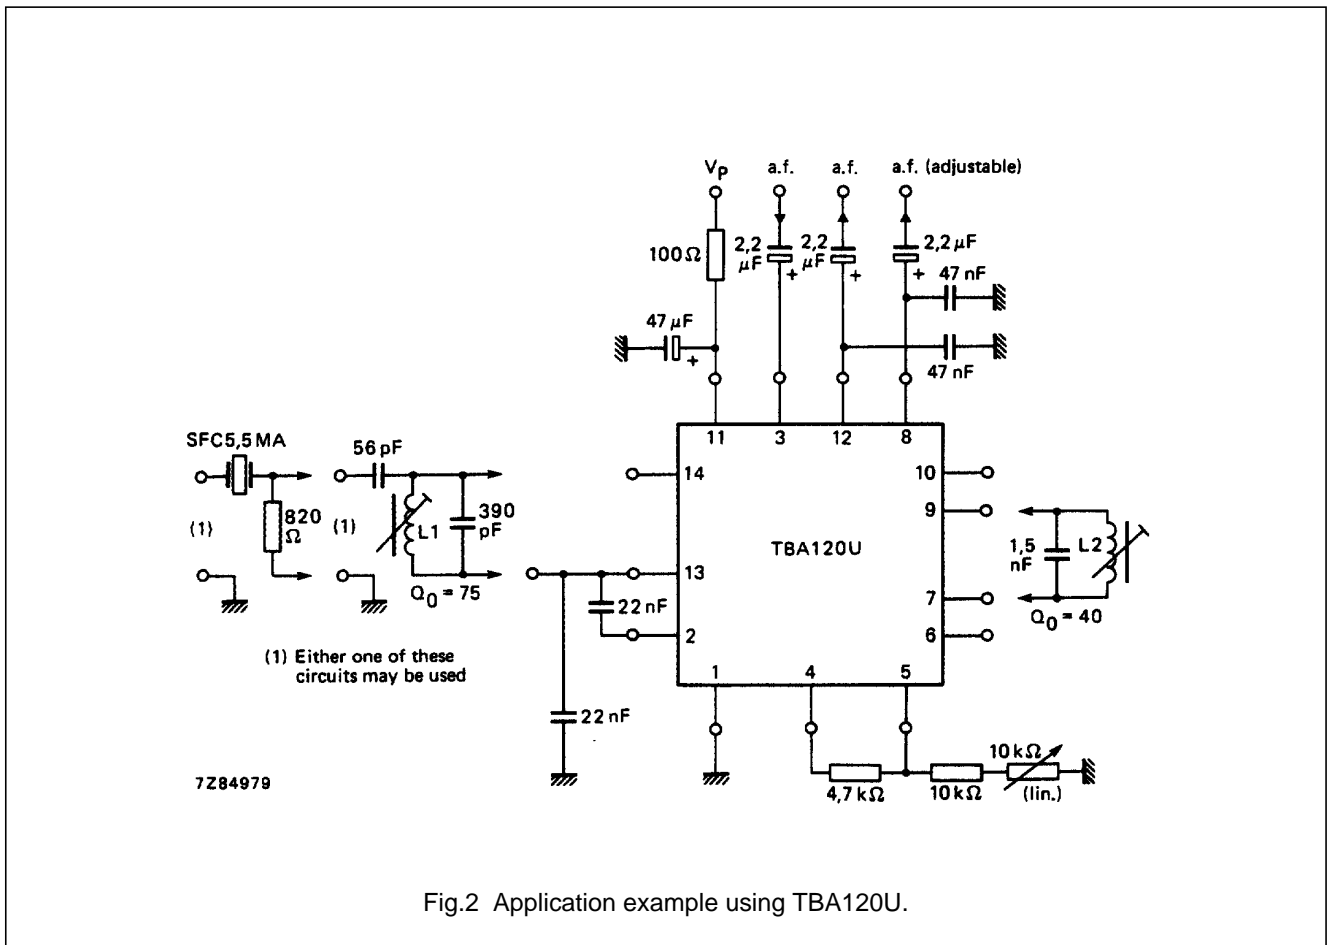 Vp
a.f.
a.f.
a.f. (adjustable)
100Ω
2,2
μF
2,2
μF
2,2 μF
47 nF
47 μF
+
+
+
+
47 nF
11
3
12
8
SFC5,5MA
56 pF
14
10
9
(1)
820
Ω
(1)
L1
390
pF
TBA120U
1,5
nF
L2
Q0 = 75
13
22 nF
7
Q0 = 40
2
6
(1) Either one of these
circuits may be used
1
4
5
22 nF
10 kΩ
7Z84979
4,7 kΩ
10 kΩ
(lin.)
Fig.2 Application example using TBA120U.